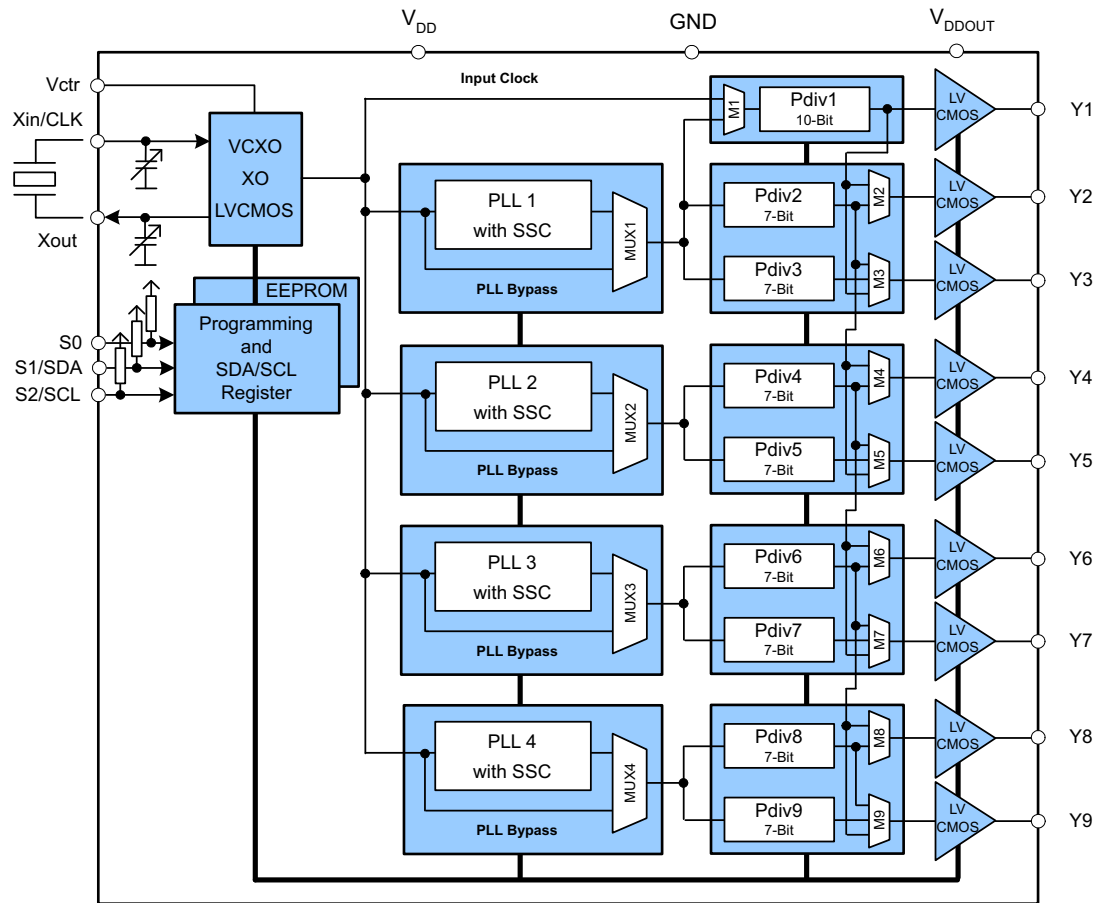 V_DD
GND
V_DDOUT
Vctr
Xin/CLK
Xout
S0
S1/SDA
S2/SCL
VCXO
XO
LVCMOS
EEPROM
Programming
and
SDA/SCL
Register
Input Clock
PLL 1
with SSC
MUX1
PLL Bypass
PLL 2
with SSC
MUX2
PLL Bypass
PLL 3
with SSC
MUX3
PLL Bypass
PLL 4
with SSC
MUX4
PLL Bypass
M1
Pdiv1
10-Bit
LV
CMOS
Y1
Pdiv2
7-Bit
M2
LV
CMOS
Y2
Pdiv3
7-Bit
M3
LV
CMOS
Y3
Pdiv4
7-Bit
M4
LV
CMOS
Y4
Pdiv5
7-Bit
M5
LV
CMOS
Y5
Pdiv6
7-Bit
M6
LV
CMOS
Y6
Pdiv7
7-Bit
M7
LV
CMOS
Y7
Pdiv8
7-Bit
M8
LV
CMOS
Y8
Pdiv9
7-Bit
M9
LV
CMOS
Y9